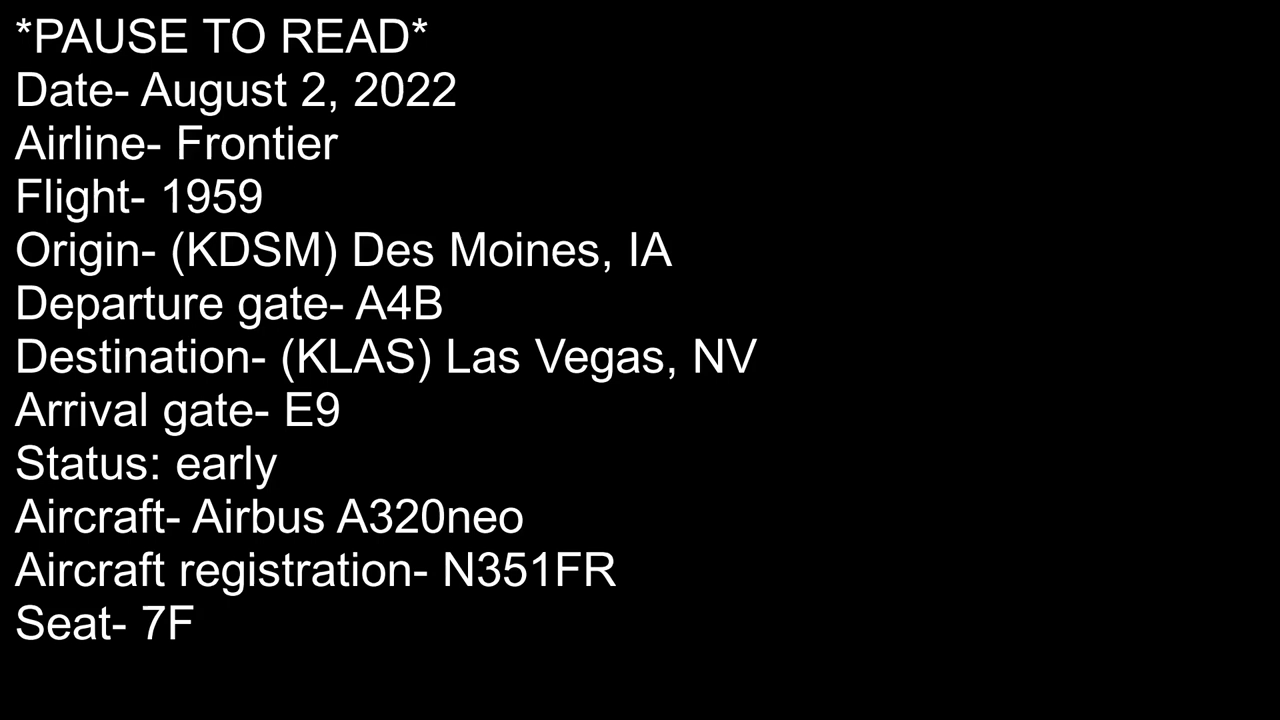 *PAUSE TO READ*
Date- August 2, 2022
Airline- Frontier
Flight- 1959
Origin- (KDSM) Des Moines, IA
Departure gate- A4B
Destination- (KLAS) Las Vegas, NV
Arrival gate- E9
Status: early
Aircraft- Airbus A320neo
Aircraft registration- N351FR
Seat- 7F